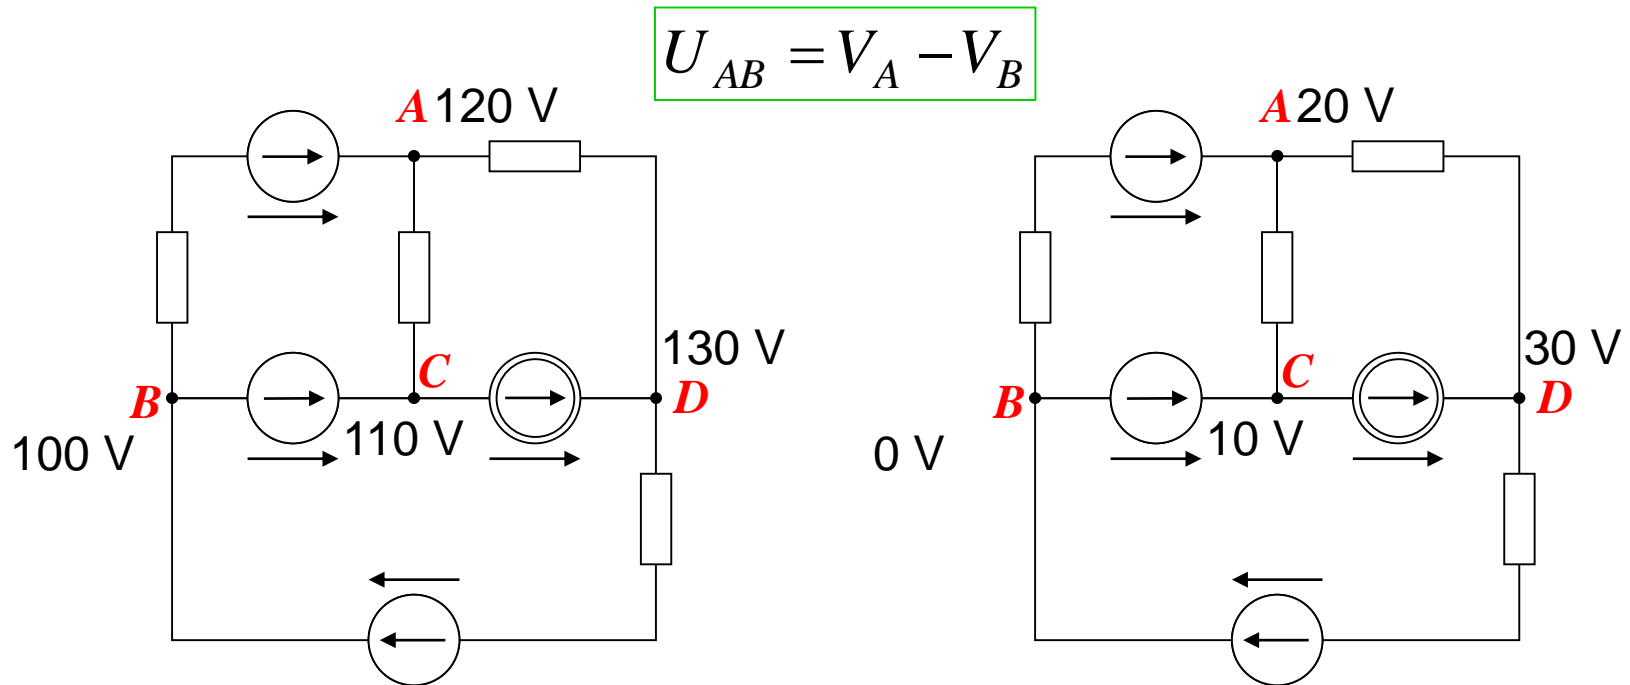 U_AB = V_A − V_B
A 120 V
A 20 V
130 V
30 V
B
C
D
B
C
D
100 V
110 V
0 V
10 V